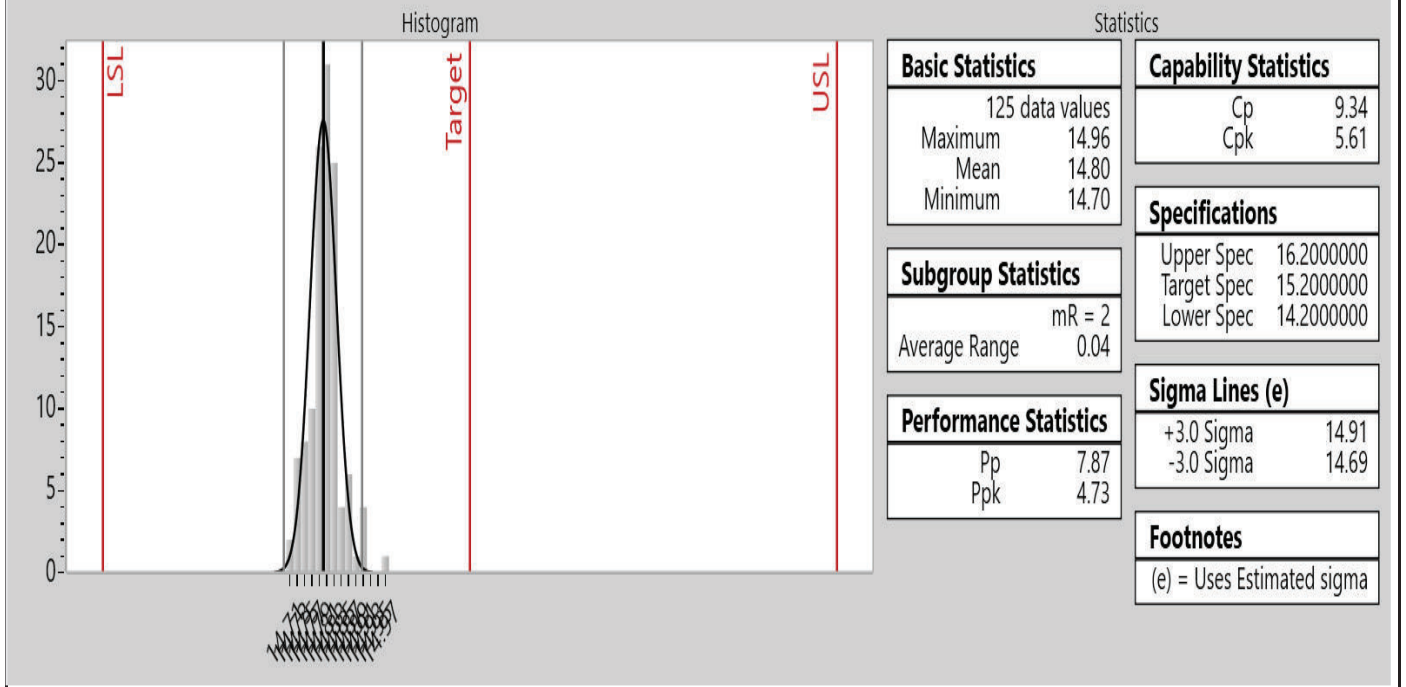 Histogram
LSL
Target
USL
30
25
20
15
10
5
0
Statistics
Basic Statistics
125 data values
Maximum 14.96
Mean 14.80
Minimum 14.70
Subgroup Statistics
mR = 2
Average Range 0.04
Performance Statistics
Pp 7.87
Ppk 4.73
Capability Statistics
Cp 9.34
Cpk 5.61
Specifications
Upper Spec 16.2000000
Target Spec 15.2000000
Lower Spec 14.2000000
Sigma Lines (e)
+3.0 Sigma 14.91
-3.0 Sigma 14.69
Footnotes
(e) = Uses Estimated sigma